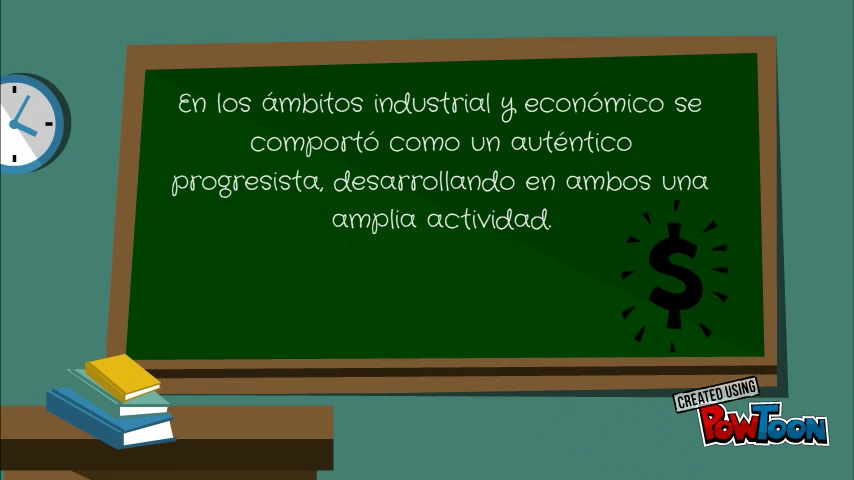 En los ámbitos industrial y económico se
comportó como un auténtico
progresista, desarrollando en ambos una
amplia actividad.
$
CREATED USING
POWTOON